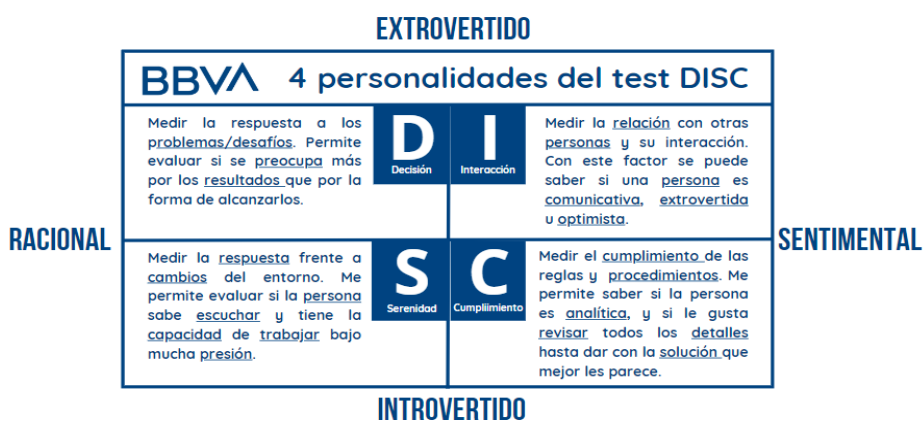 EXTROVERTIDO
BBVA 4 personalidades del test DISC
Medir la respuesta a los
problemas/desafíos. Permite
evaluar si se preocupa más
por los resultados que por la
forma de alcanzarlos.
D
Decisión
I
Interacción
Medir la relación con otras
personas y su interacción.
Con este factor se puede
saber si una persona es
comunicativa, extrovertida
u optimista.
RACIONAL
SENTIMENTAL
Medir la respuesta frente a
cambios del entorno. Me
permite evaluar si la persona
sabe escuchar y tiene la
capacidad de trabajar bajo
mucha presión.
S
Serenidad
C
Cumpliimiento
Medir el cumplimiento de las
reglas y procedimientos. Me
permite saber si la persona
es analítica, y si le gusta
revisar todos los detalles
hasta dar con la solución que
mejor les parece.
INTROVERTIDO